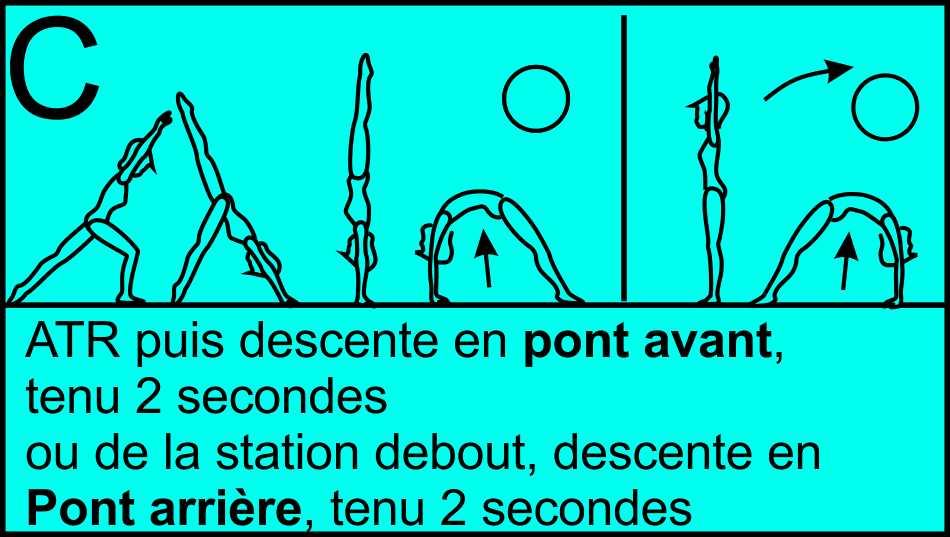 C
ATR puis descente en pont avant,
tenu 2 secondes
ou de la station debout, descente en
Pont arrière, tenu 2 secondes